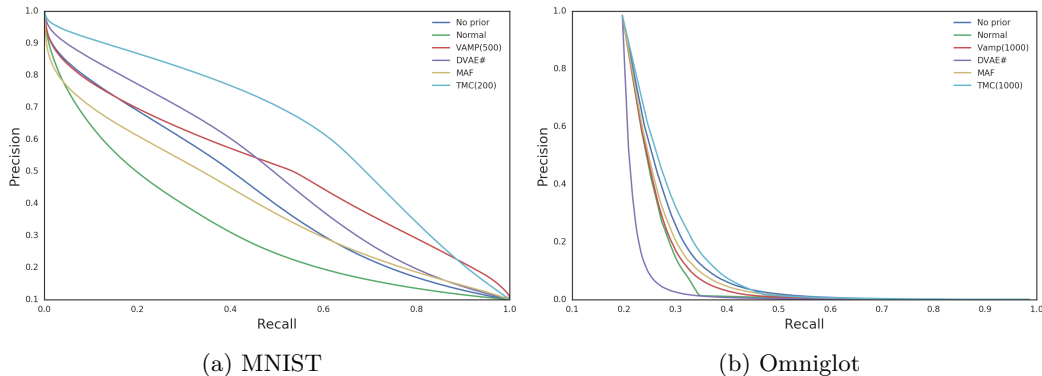 1.0
0.9
0.8
0.7
0.6
0.5
0.4
0.3
0.2
0.1
Precision
0.0 0.2 0.4 0.6 0.8 1.0
Recall
No prior
Normal
VAMP(500)
DVAE#
MAF
TMC(200)
(a) MNIST
1.0
0.8
0.6
0.4
0.2
0.0
Precision
0.1 0.2 0.3 0.4 0.5 0.6 0.7 0.8 0.9 1.0
Recall
No prior
Normal
Vamp(1000)
DVAE#
MAF
TMC(1000)
(b) Omniglot